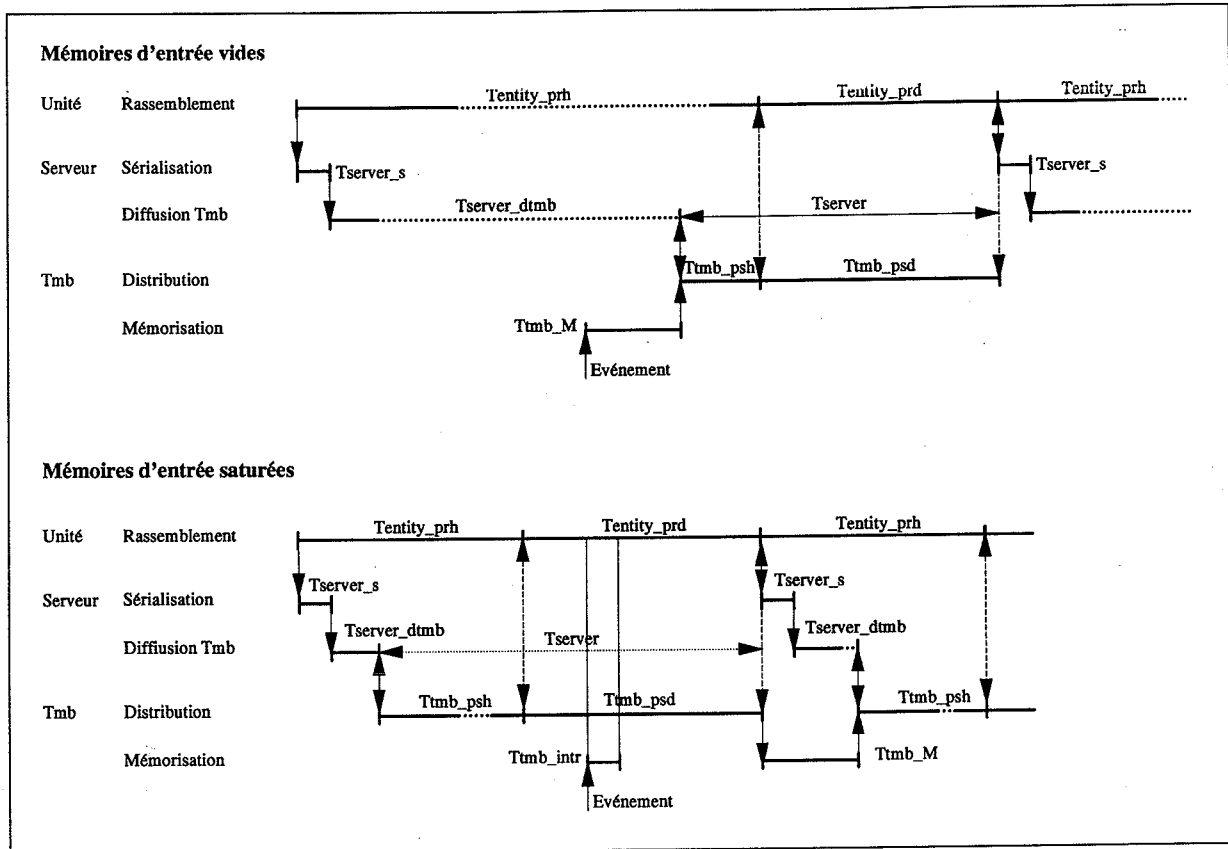 Mémoires d'entrée vides
Unité Rassemblement Tentity_prh Tentity_prd Tentity_prh
Serveur Sérialisation Tserver_s Tserver_s
Diffusion Tmb Tserver_dtmb Tserver
Tmb Distribution Ttmb_psh Ttmb_psd
Mémorisation Ttmb_M
Evénement
Mémoires d'entrée saturées
Unité Rassemblement Tentity_prh Tentity_prd Tentity_prh
Serveur Sérialisation Tserver_s Tserver_s
Diffiusion Tmb Tserver_dtmb Tserver Tserver_dtmb
Tmb Distribution Ttmb_psh Ttmb_psd Ttmb_psh
Mémorisation Ttmb_intr Ttmb_M
Evénement